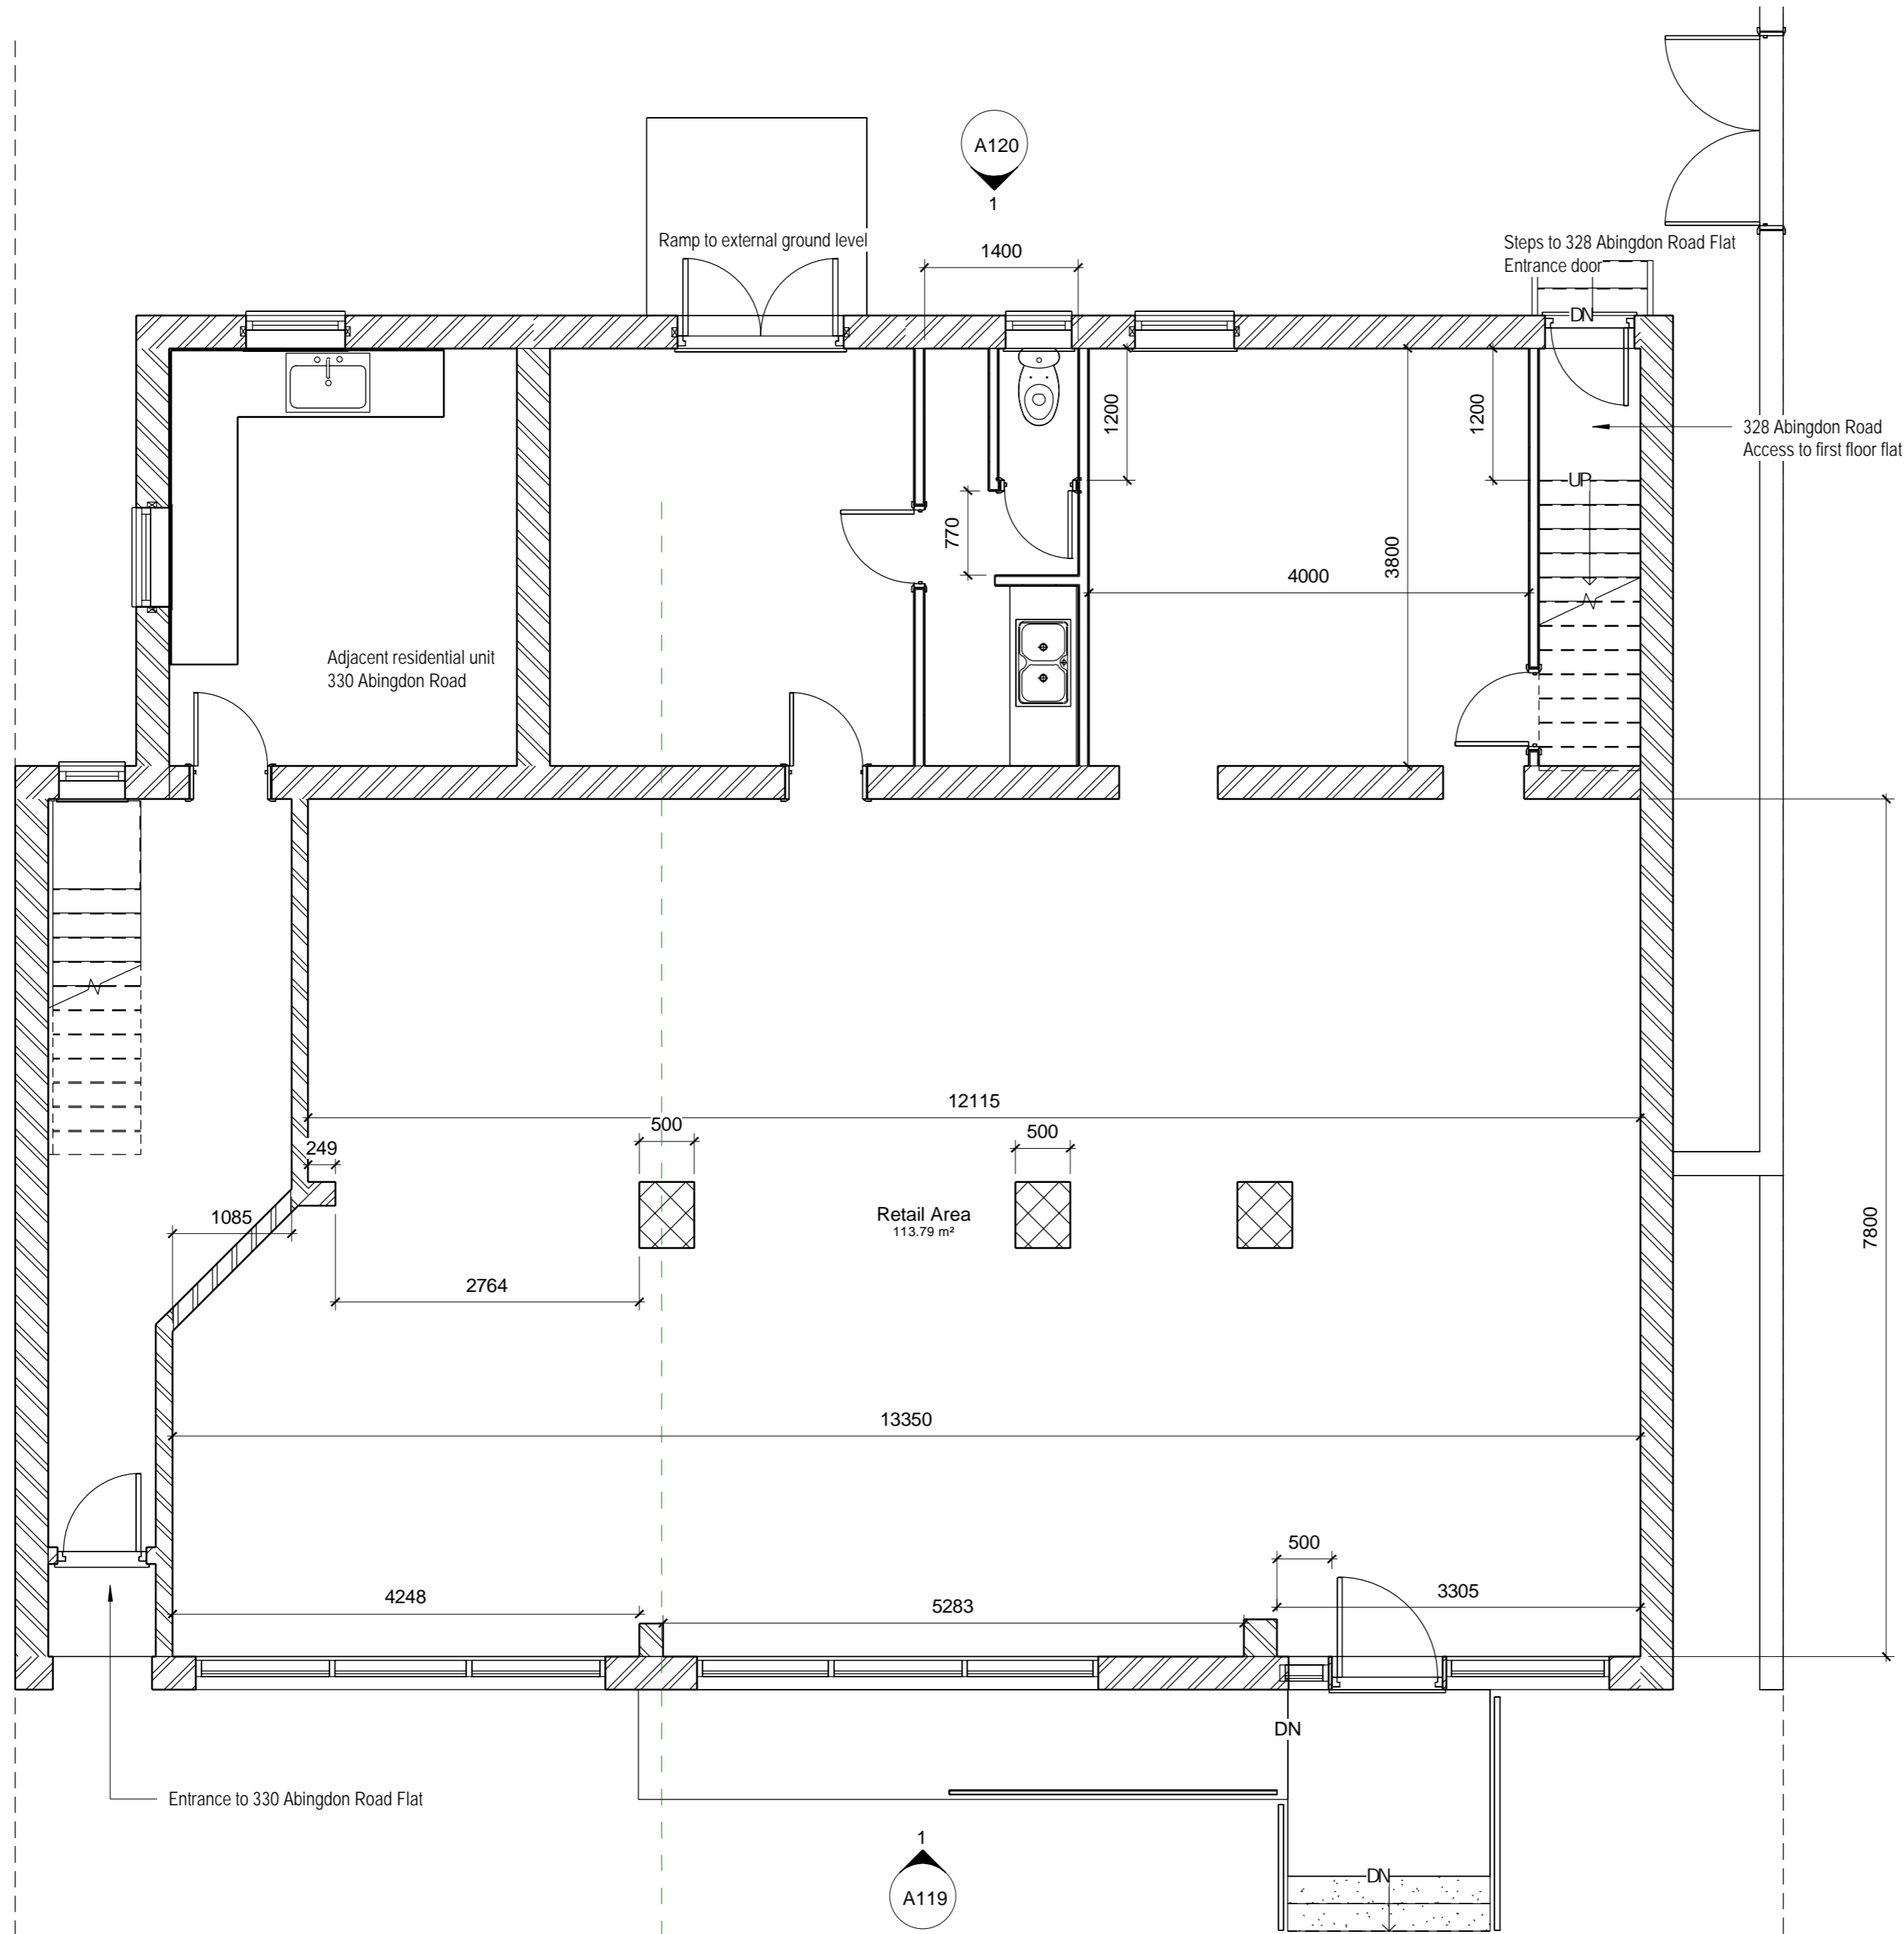 A120
1
Ramp to external ground level
1400
Steps to 328 Abingdon Road Flat
Entrance door
DN
1200
1200
328 Abingdon Road
Access to first floor flat
UP
770
3800
4000
Adjacent residential unit
330 Abingdon Road
12115
500
500
249
1085
Retail Area
113.79 m²
7800
2764
13350
500
4248
5283
3305
DN
Entrance to 330 Abingdon Road Flat
1
A119
DN